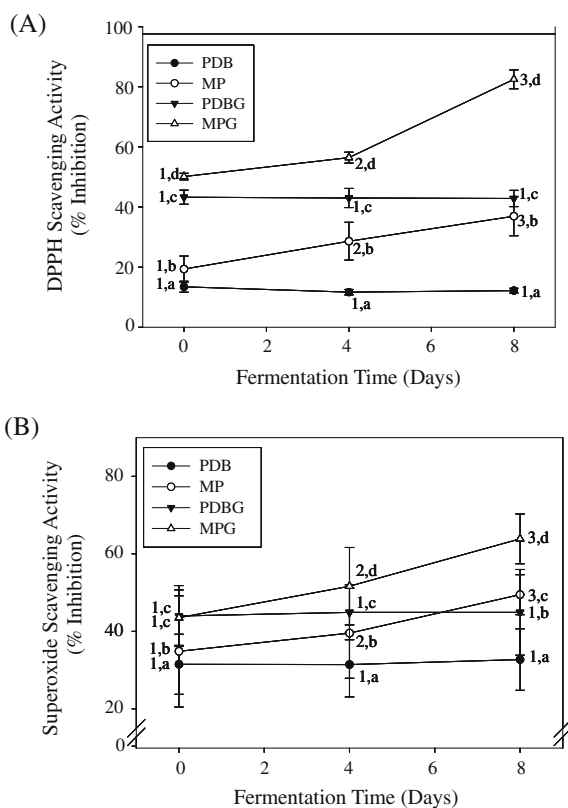 (A)
DPPH Scavenging Activity
(% Inhibition)
100
80
60
40
20
0
PDB
MP
PDBG
MPG
1,d
2,d
3,d
1,c
1,c
1,c
1,b
2,b
3,b
1,a
1,a
1,a
0 2 4 6 8
Fermentation Time (Days)
(B)
Superoxide Scavenging Activity
(% Inhibition)
80
60
40
20
0
PDB
MP
PDBG
MPG
1,c
1,c
2,d
3,d
1,c
3,c
1,b
1,b
2,b
1,a
1,a
1,a
0 2 4 6 8
Fermentation Time (Days)